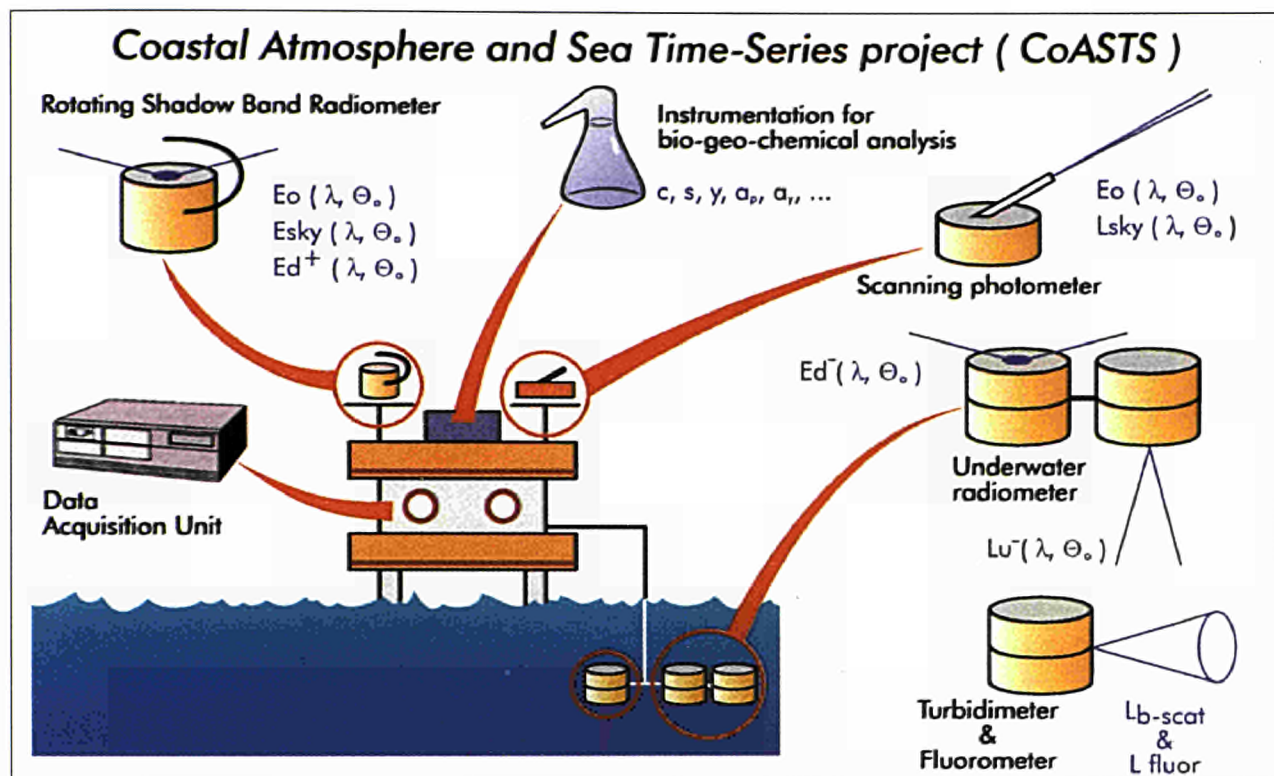 Coastal Atmosphere and Sea Time-Series project ( CoASTS )
Rotating Shadow Band Radiometer
Eo ( λ, Θₒ )
Esky ( λ, Θₒ )
Ed⁺ ( λ, Θₒ )
Instrumentation for
bio-geo-chemical analysis
c, s, y, aₚ, aᵧ, ...
Eo ( λ, Θₒ )
Lsky ( λ, Θₒ )
Scanning photometer
Ed⁻( λ, Θₒ )
Underwater
radiometer
Lu⁻( λ, Θₒ )
Data
Acquisition Unit
Turbidimeter
&
Fluorometer
Lb-scat
&
L fluor